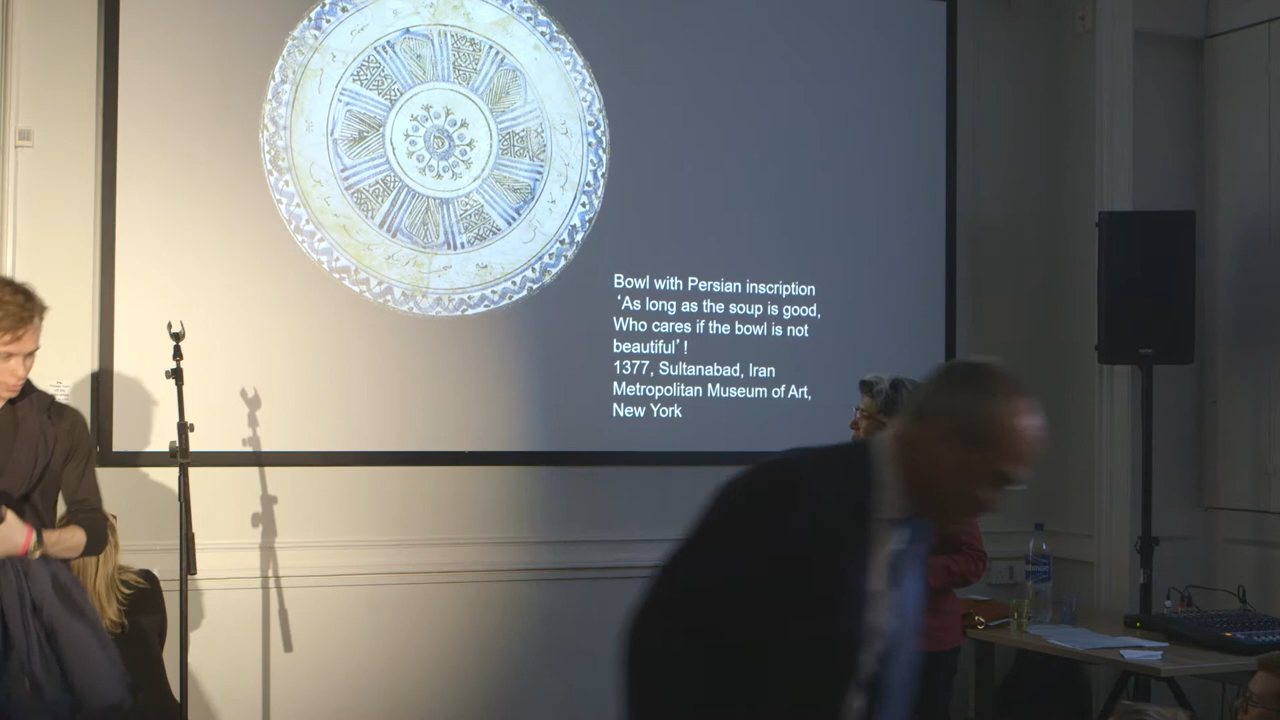 Bowl with Persian inscription
‘As long as the soup is good,
Who cares if the bowl is not
beautiful’ !
1377, Sultanabad, Iran
Metropolitan Museum of Art,
New York